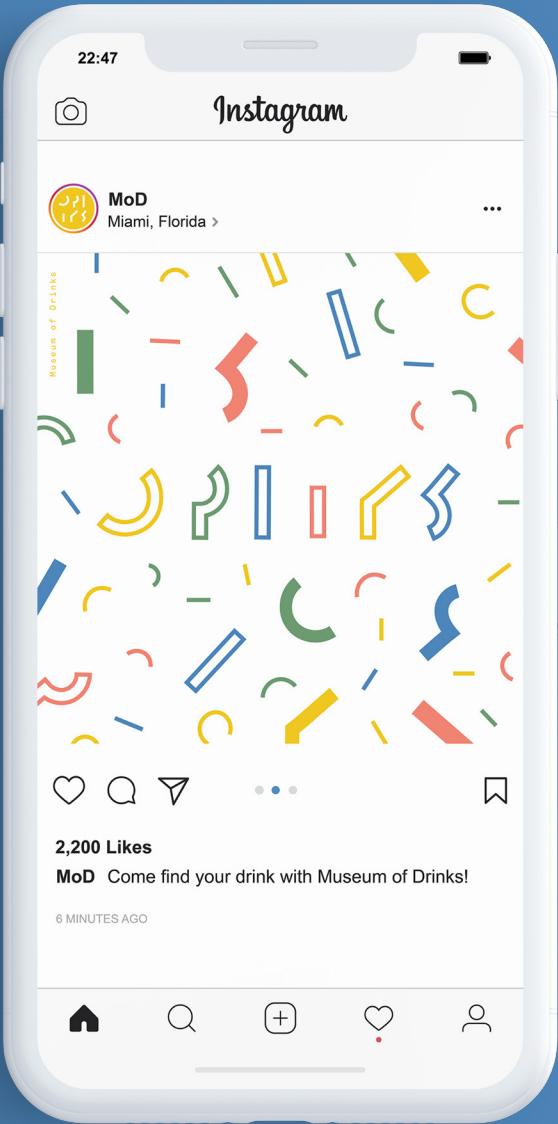 22:47
Instagram
MoD
Miami, Florida >
Museum of Drinks
2,200 Likes
MoD Come find your drink with Museum of Drinks!
6 MINUTES AGO